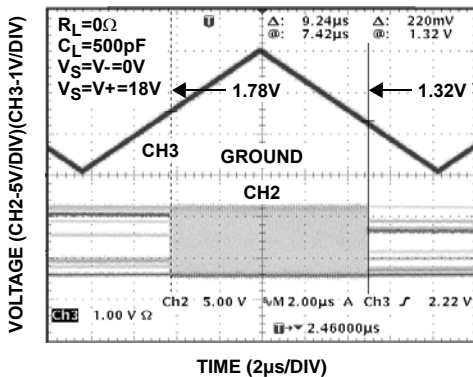 VOLTAGE (CH2-5V/DIV)(CH3-1V/DIV)
RL=0Ω
CL=500pF
VS=V-=0V
VS=V+=18V
Δ: 9.24µs Δ: 220mV
@: 7.42µs @: 1.32 V
1.78V
1.32V
CH3
GROUND
CH2
Ch2 5.00 V M 2.00µs A Ch3 2.22 V
Ch3 1.00 V Ω
T 2.46000µs
TIME (2µs/DIV)